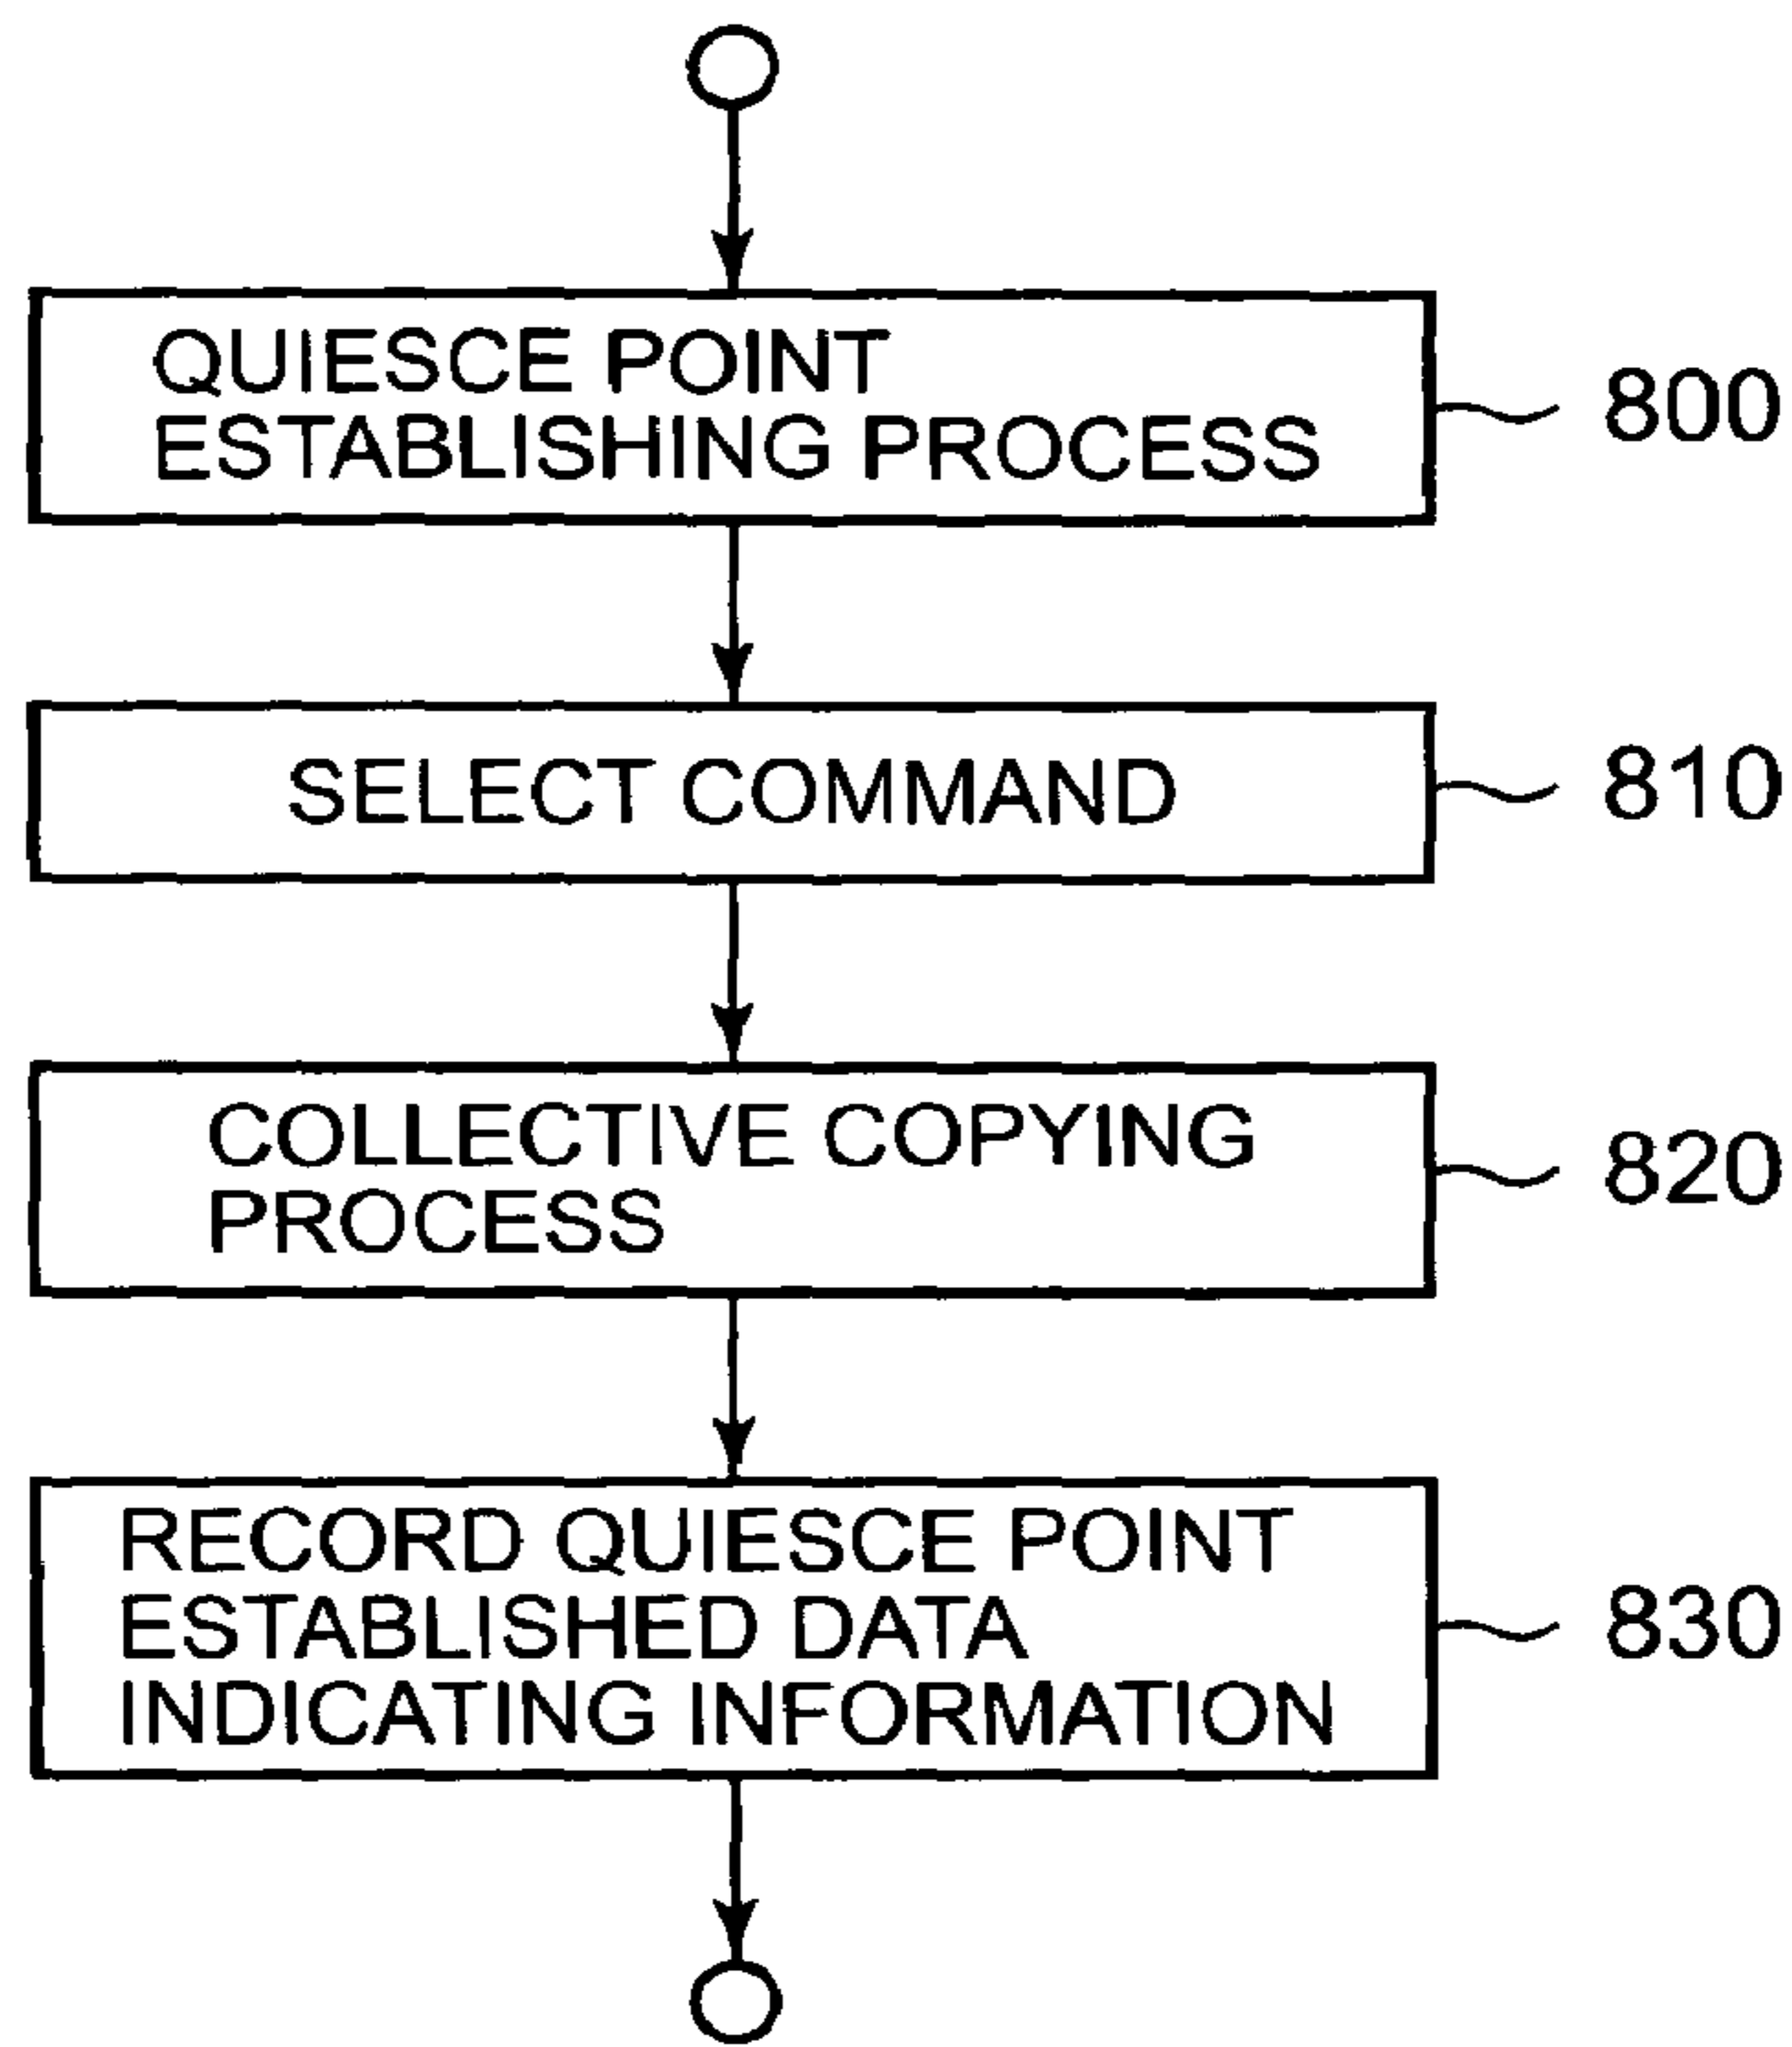 QUIESCE POINT
ESTABLISHING PROCESS
800
SELECT COMMAND
810
COLLECTIVE COPYING
PROCESS
820
RECORD QUIESCE POINT
ESTABLISHED DATA
INDICATING INFORMATION
830